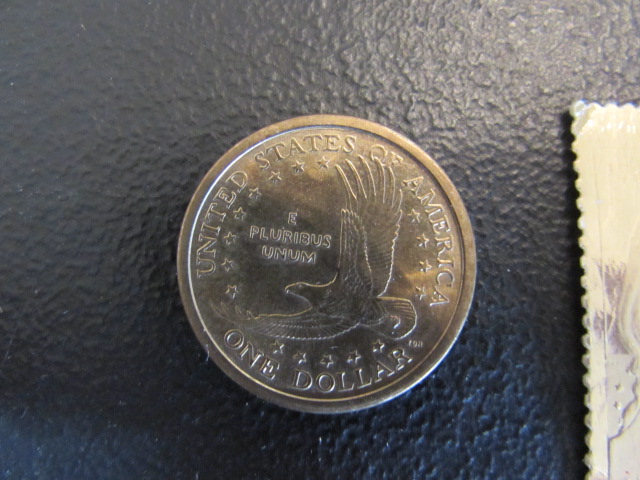 UNITED STATES OF AMERICA
E
PLURIBUS
UNUM
ONE DOLLAR